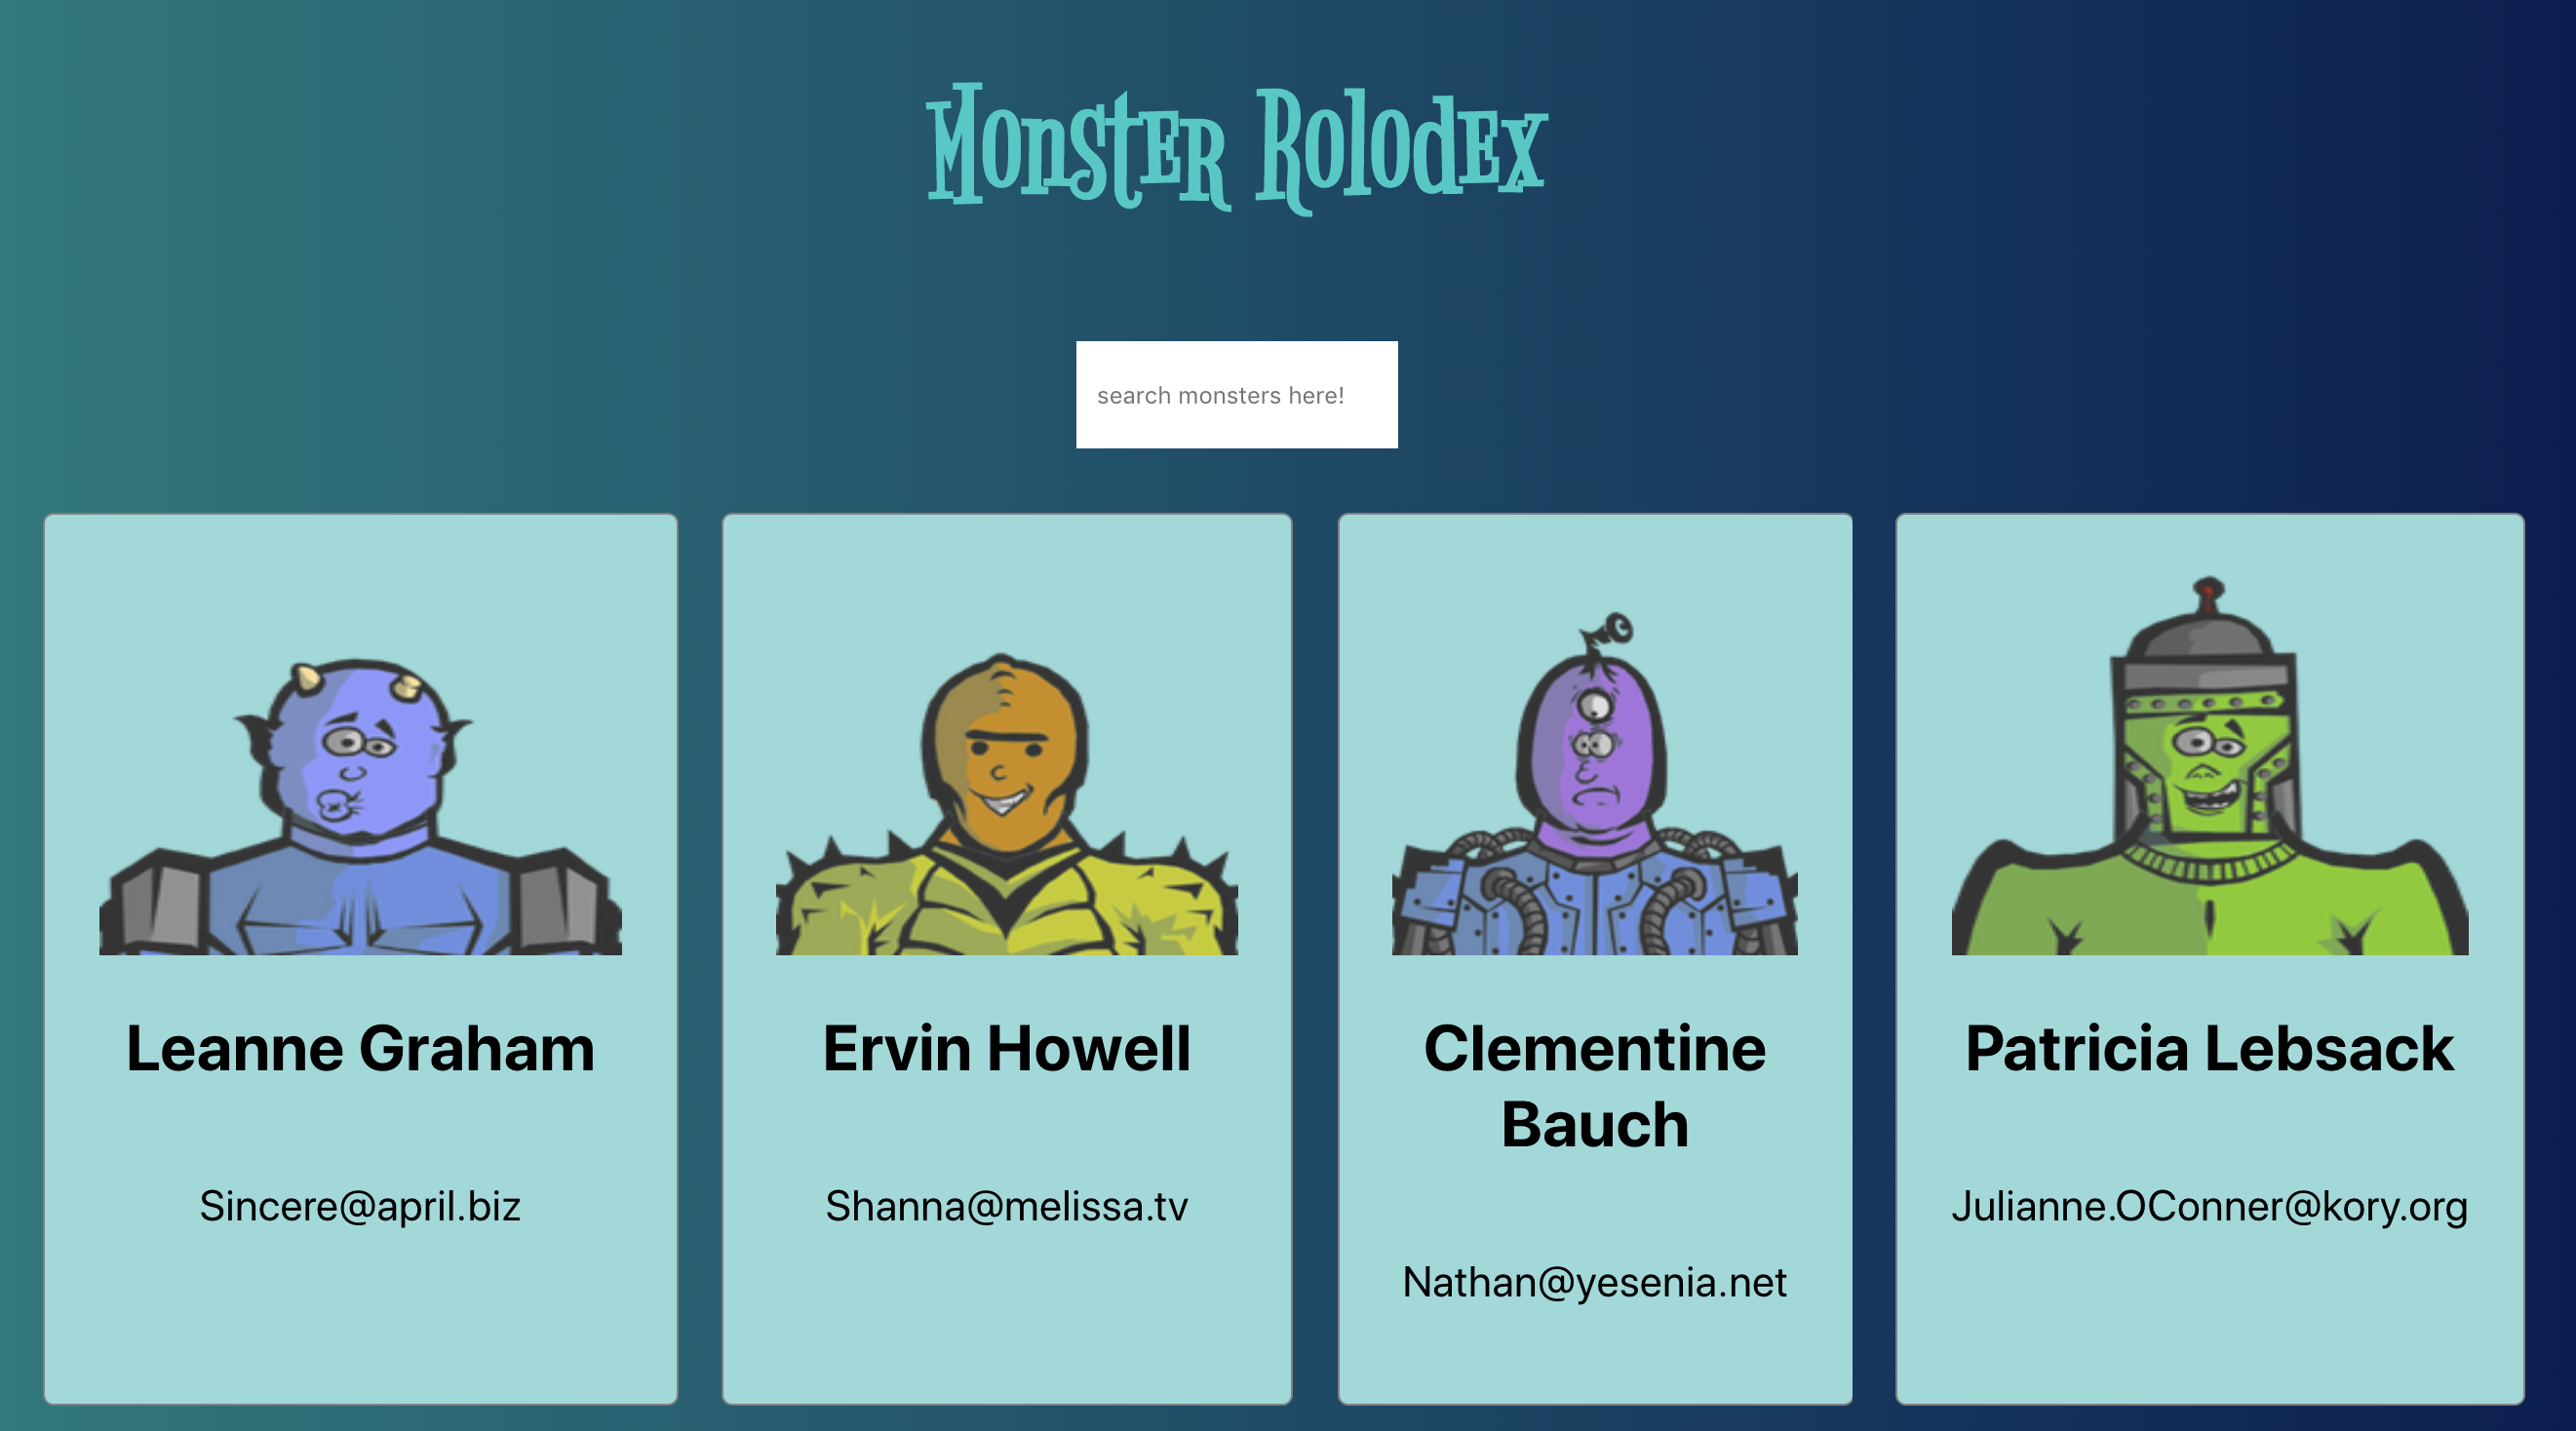 Monster Rolodex
search monsters here!
Leanne Graham
Sincere@april.biz
Ervin Howell
Shanna@melissa.tv
Clementine
Bauch
Nathan@yesenia.net
Patricia Lebsack
Julianne.OConner@kory.org